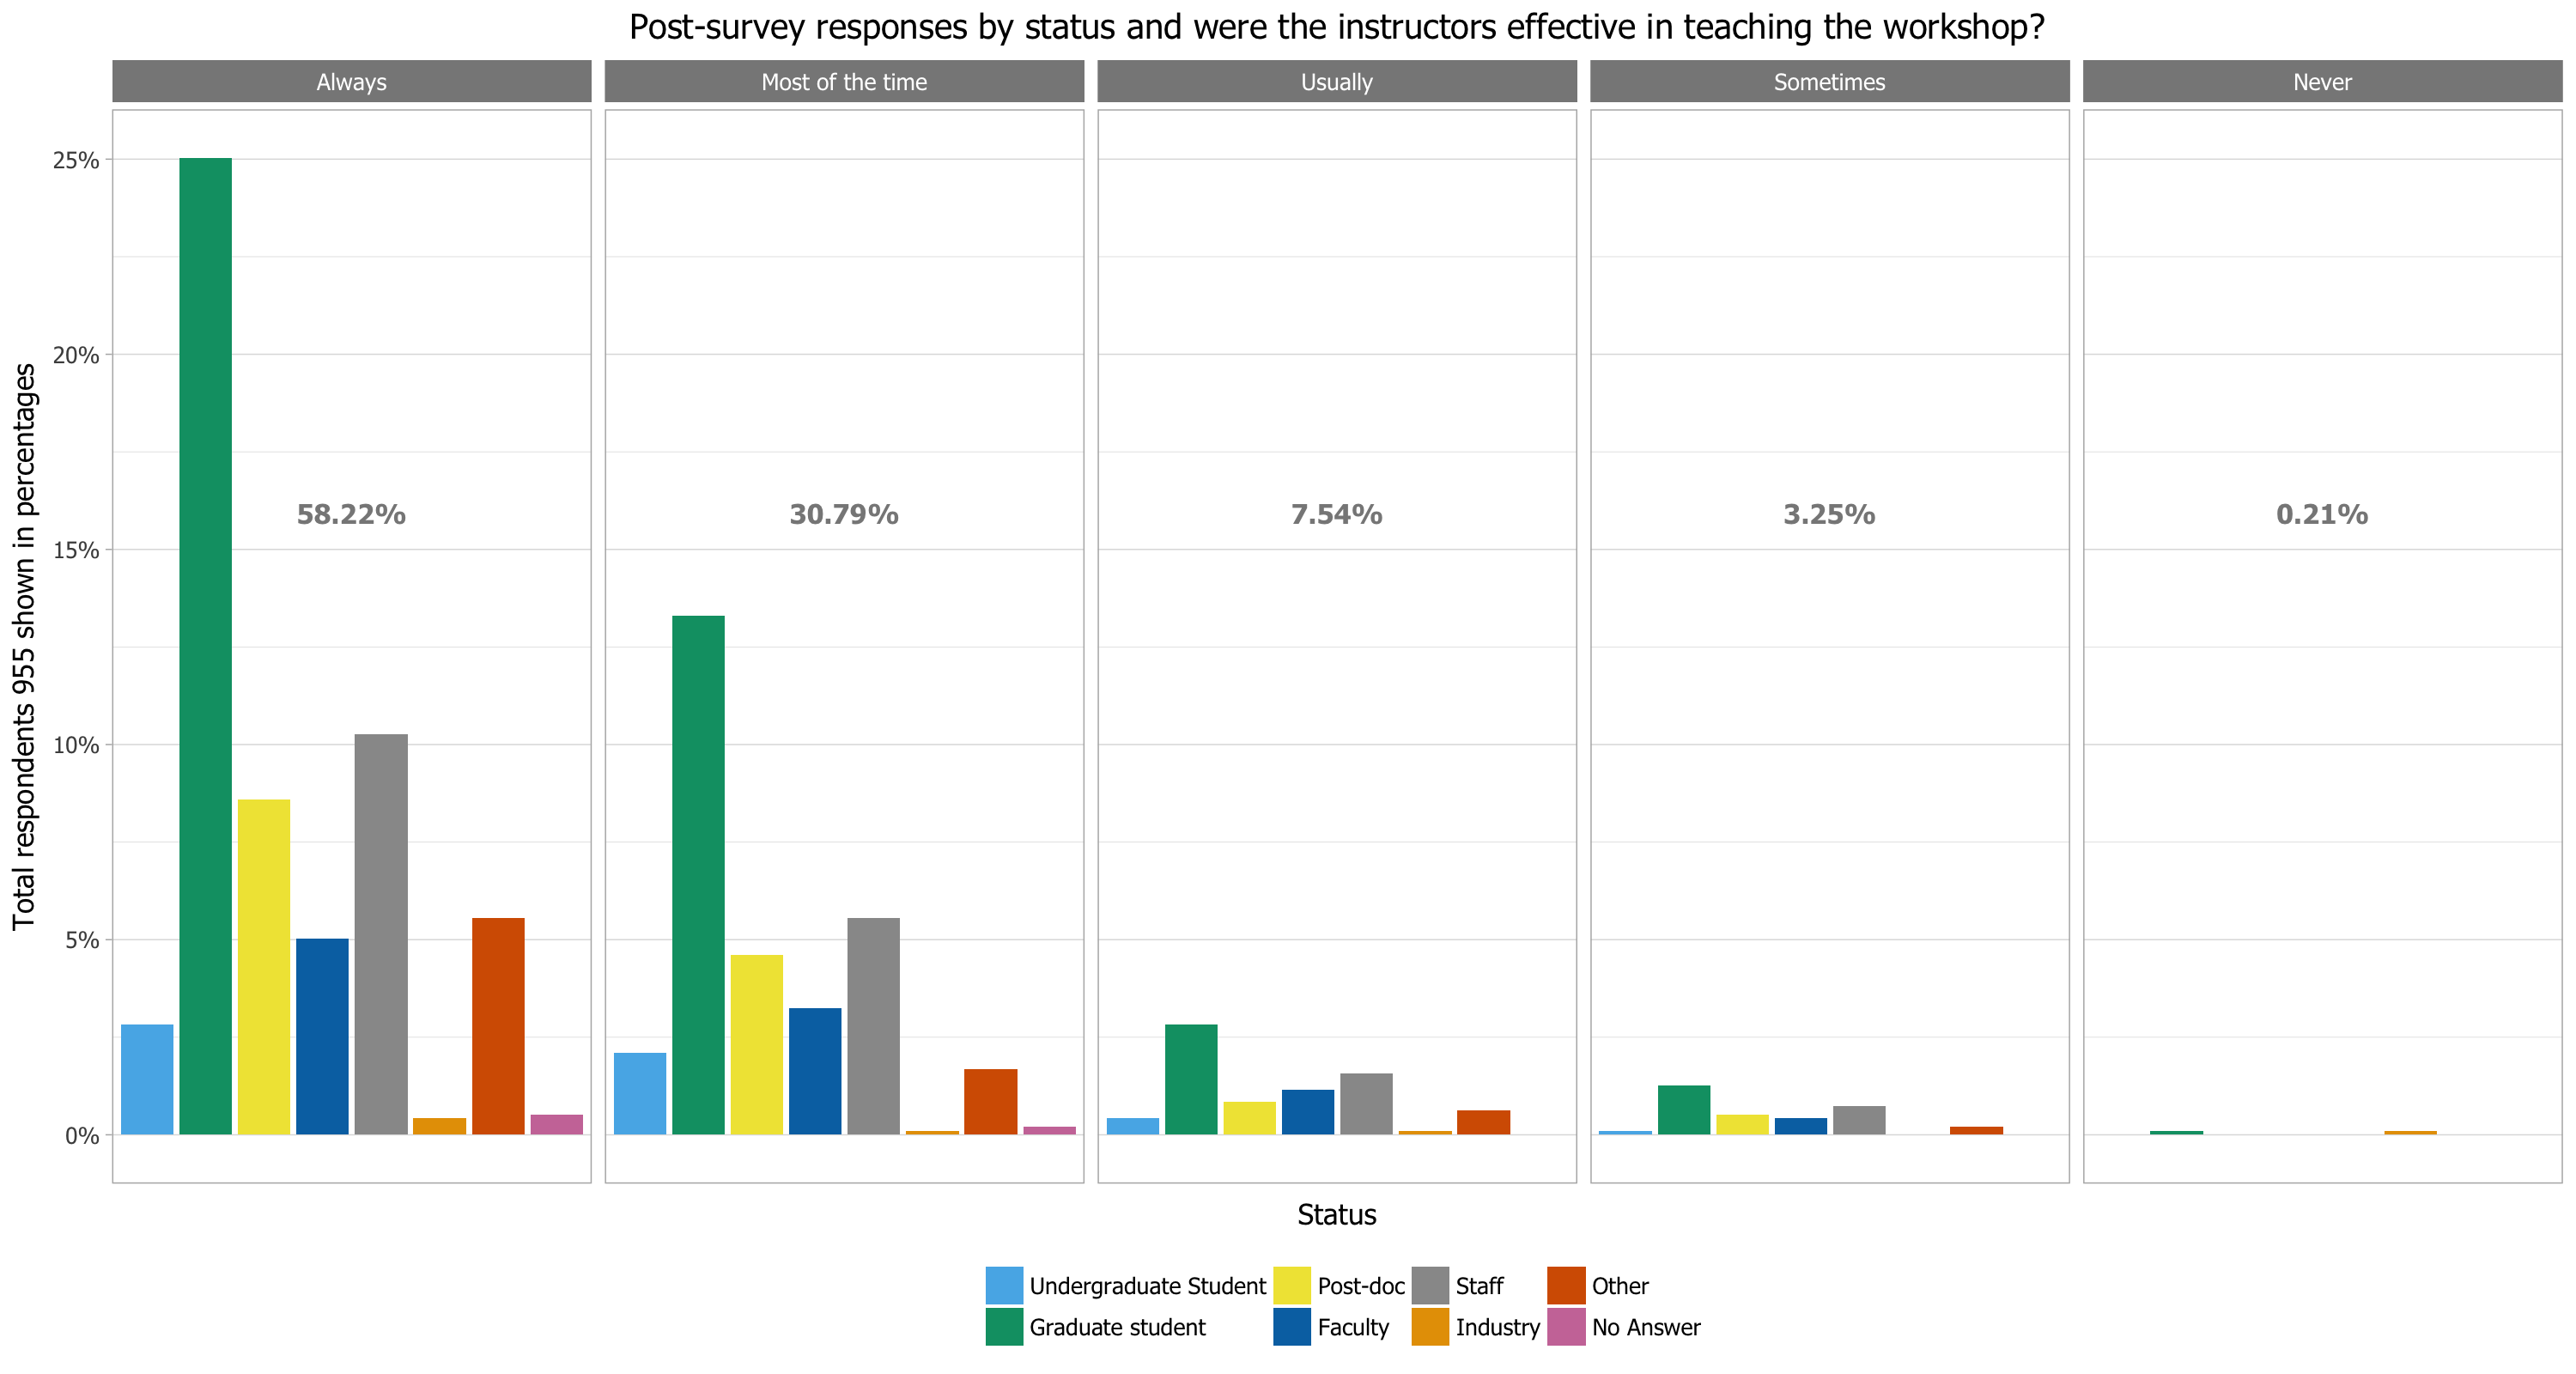 Post-survey responses by status and were the instructors effective in teaching the workshop?
Always
Most of the time
Usually
Sometimes
Never
Total respondents 955 shown in percentages
25%
20%
15%
10%
5%
0%
58.22%
30.79%
7.54%
3.25%
0.21%
Status
Undergraduate Student
Post-doc
Staff
Other
Graduate student
Faculty
Industry
No Answer